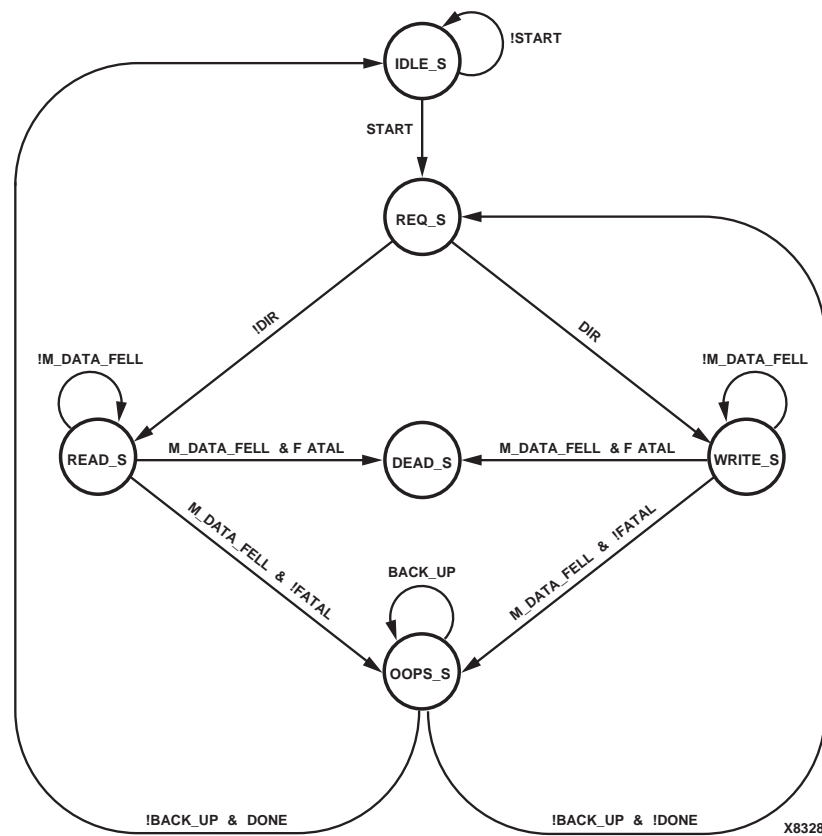 !START
IDLE_S
START
REQ_S
!DIR
DIR
!M_DATA_FELL
!M_DATA_FELL
READ_S
M_DATA_FELL & F ATAL
DEAD_S
M_DATA_FELL & F ATAL
WRITE_S
M_DATA_FELL & !FATAL
M_DATA_FELL & !FATAL
BACK_UP
OOPS_S
!BACK_UP & DONE
!BACK_UP & !DONE
X8328